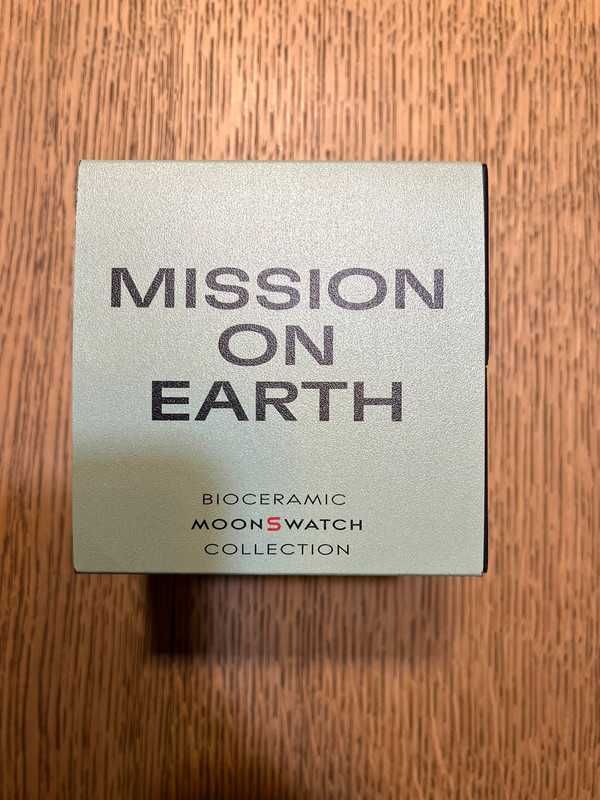 MISSION
ON
EARTH
BIOCERAMIC
MOONSWATCH
COLLECTION